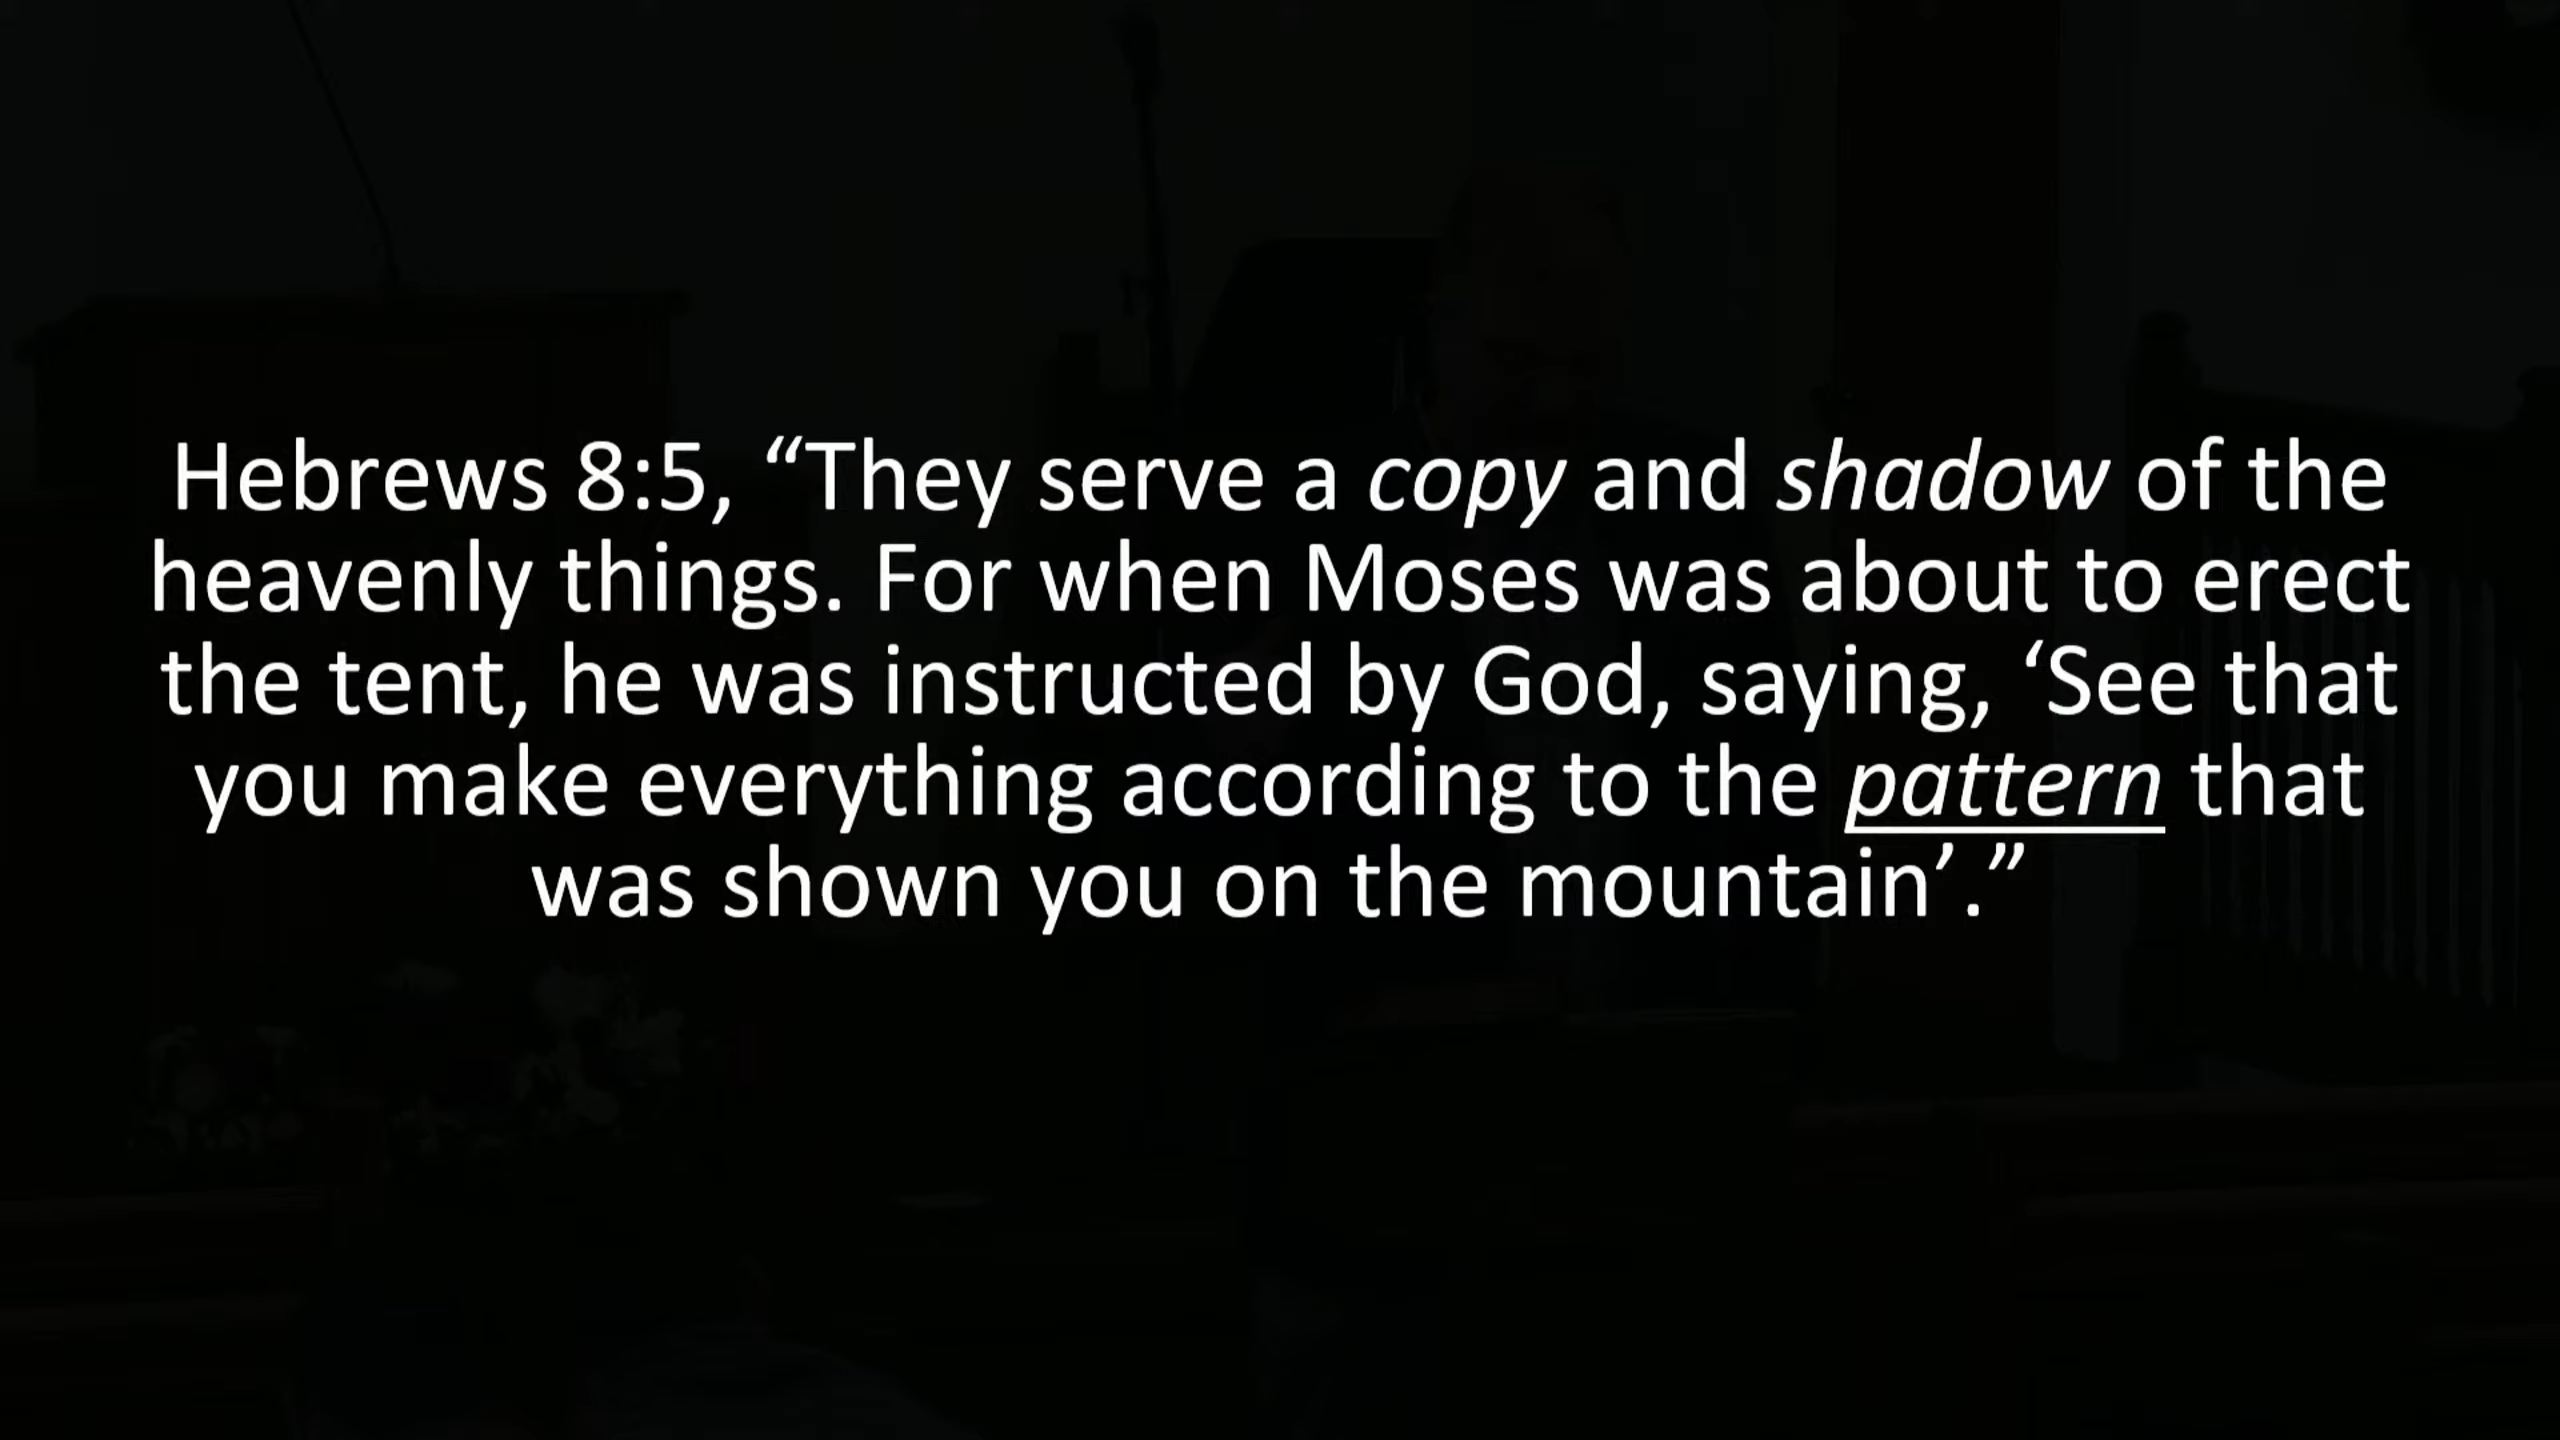 Hebrews 8:5, “They serve a copy and shadow of the
heavenly things. For when Moses was about to erect
the tent, he was instructed by God, saying, ‘See that
you make everything according to the pattern that
was shown you on the mountain’.”